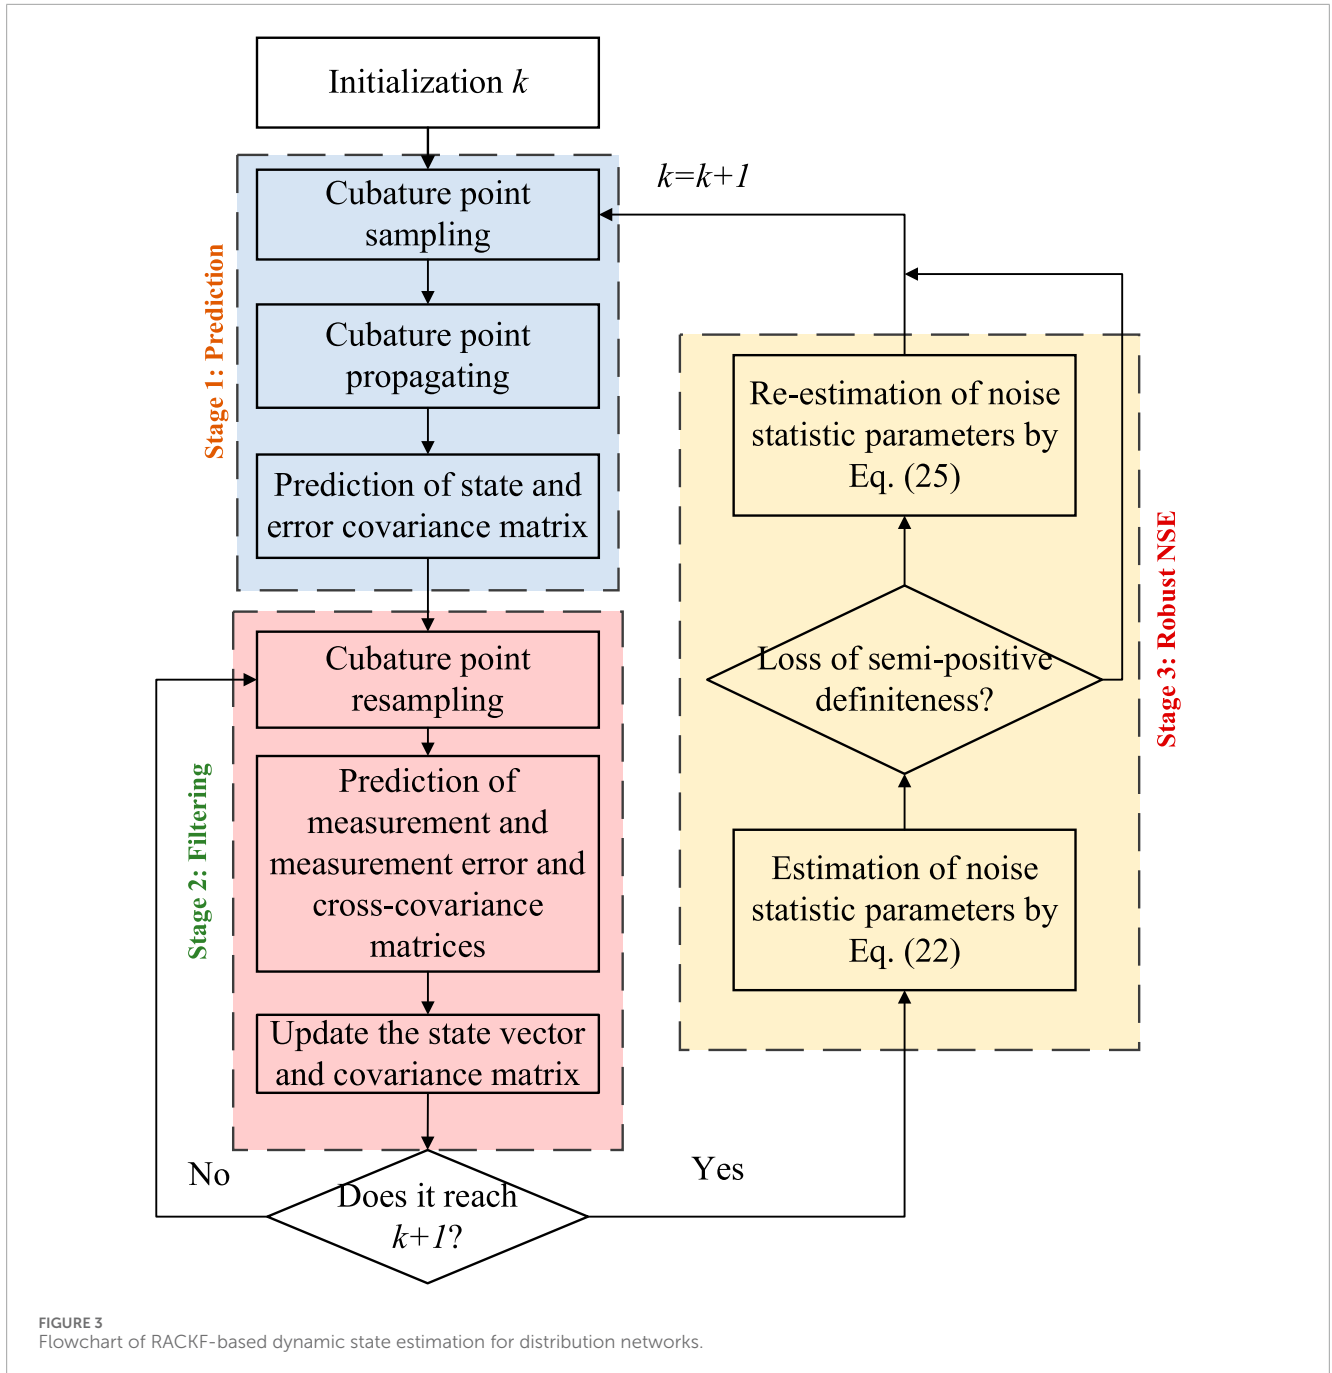 Initialization k
Stage 1: Prediction
Cubature point
sampling
k=k+1
Cubature point
propagating
Prediction of state and
error covariance matrix
Stage 2: Filtering
Cubature point
resampling
Prediction of
measurement and
measurement error and
cross-covariance
matrices
Update the state vector
and covariance matrix
No
Does it reach
k+1?
Yes
Stage 3: Robust NSE
Re-estimation of noise
statistic parameters by
Eq. (25)
Loss of semi-positive
definiteness?
Estimation of noise
statistic parameters by
Eq. (22)
FIGURE 3
Flowchart of RACKF-based dynamic state estimation for distribution networks.